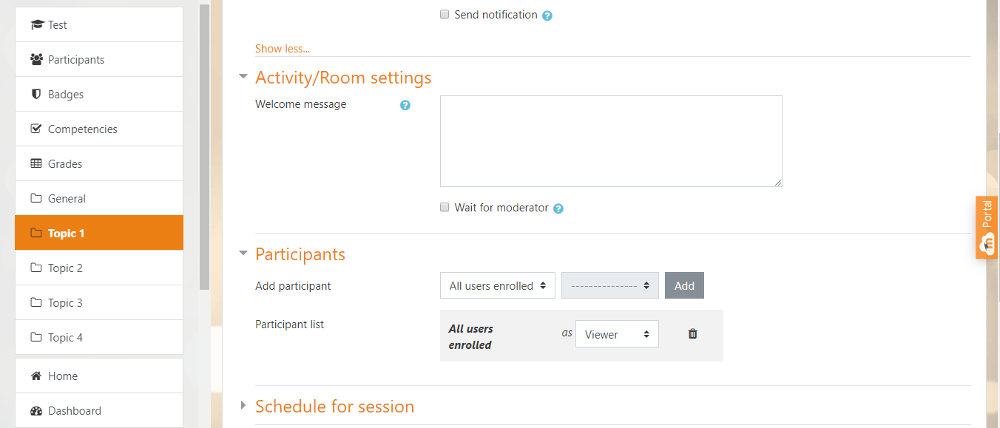 Test
Participants
Badges
Competencies
Grades
General
Topic 1
Topic 2
Topic 3
Topic 4
Home
Dashboard
Send notification ?
Show less...
Activity/Room settings
Welcome message ?
Wait for moderator ?
Participants
Add participant All users enrolled -------------- Add
Participant list All users enrolled as Viewer
Schedule for session
Portal
m